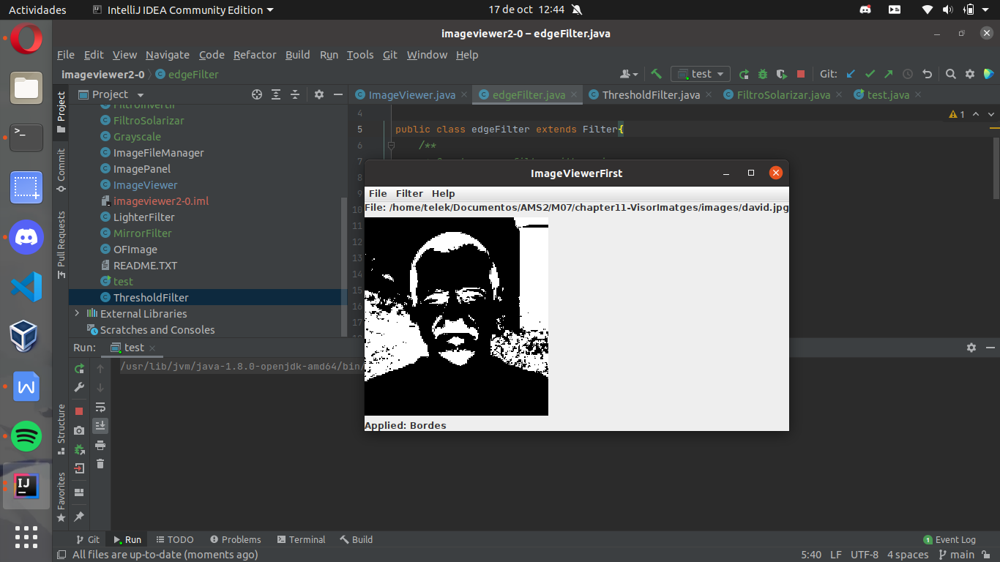 Actividades
IntelliJ IDEA Community Edition
17 de oct 12:44
imageviewer2-0 – edgeFilter.java
File Edit View Navigate Code Refactor Build Run Tools Git Window Help
imageviewer2-0 edgeFilter
test
Git:
Project
ImageViewer.java
edgeFilter.java
ThresholdFilter.java
FiltroSolarizar.java
test.java
Project
Commit
Pull Requests
FiltroInvertir
FiltroSolarizar
Grayscale
ImageFileManager
ImagePanel
ImageViewer
imageviewer2-0.iml
LighterFilter
MirrorFilter
OFImage
README.TXT
test
ThresholdFilter
External Libraries
Scratches and Consoles
4
5 public class edgeFilter extends Filter{
6 /**
7
8
9
10
11
12
13
14
15
16
17
1
ImageViewerFirst
File Filter Help
File: /home/telek/Documentos/AMS2/M07/chapter11-VisorImatges/images/david.jpg
Applied: Bordes
Run: test
/usr/lib/jvm/java-1.8.0-openjdk-amd64/bin/
Structure
Favorites
Git Run TODO Problems Terminal Build
1 Event Log
All files are up-to-date (moments ago)
5:40 LF UTF-8 4 spaces main
>_
W
IJ